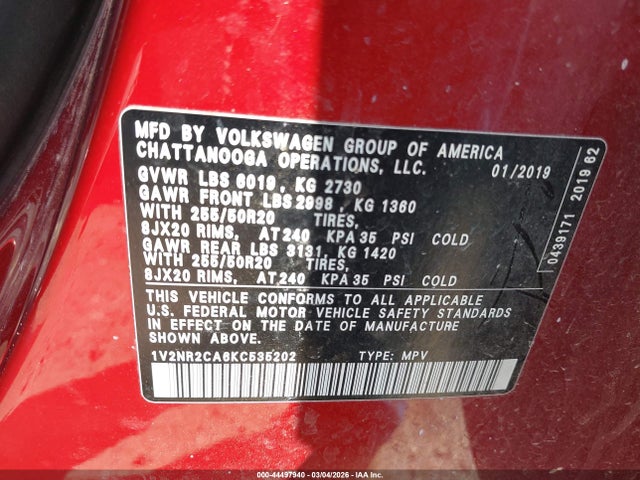 MFD BY VOLKSWAGEN GROUP OF AMERICA
CHATTANOOGA OPERATIONS, LLC. 01/2019
GVWR LBS 6019, KG 2730
GAWR FRONT LBS 2998, KG 1360
WITH 255/50R20 TIRES,
8JX20 RIMS, AT 240 KPA 35 PSI COLD
GAWR REAR LBS 3131, KG 1420
WITH 255/50R20 TIRES,
8JX20 RIMS, AT 240 KPA 35 PSI COLD
THIS VEHICLE CONFORMS TO ALL APPLICABLE
U.S. FEDERAL MOTOR VEHICLE SAFETY STANDARDS
IN EFFECT ON THE DATE OF MANUFACTURE
SHOWN ABOVE.
1V2NR2CA6KC535202 TYPE: MPV
0439171 2019 62
000-44497940 - 03/04/2026 - IAA Inc.